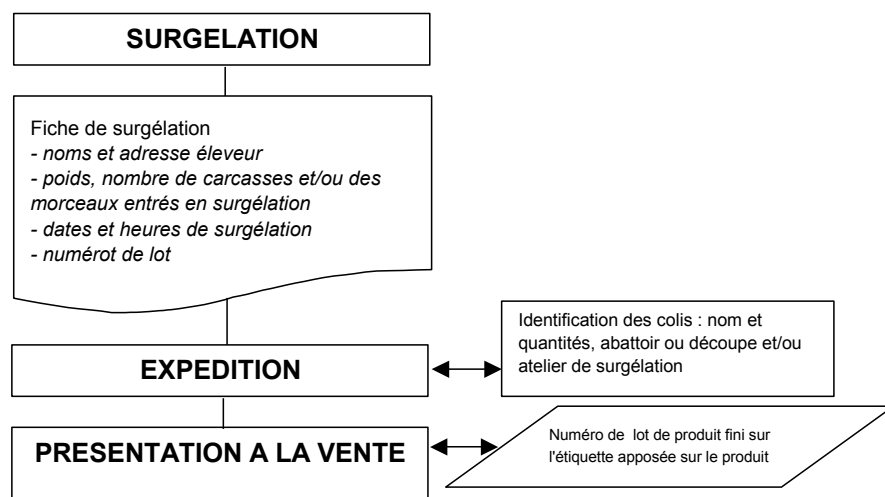 SURGELATION
Fiche de surgélation
- noms et adresse éleveur
- poids, nombre de carcasses et/ou des
morceaux entrés en surgélation
- dates et heures de surgélation
- numérot de lot
EXPEDITION
Identification des colis : nom et
quantités, abattoir ou découpe et/ou
atelier de surgélation
PRESENTATION A LA VENTE
Numéro de lot de produit fini sur
l'étiquette apposée sur le produit